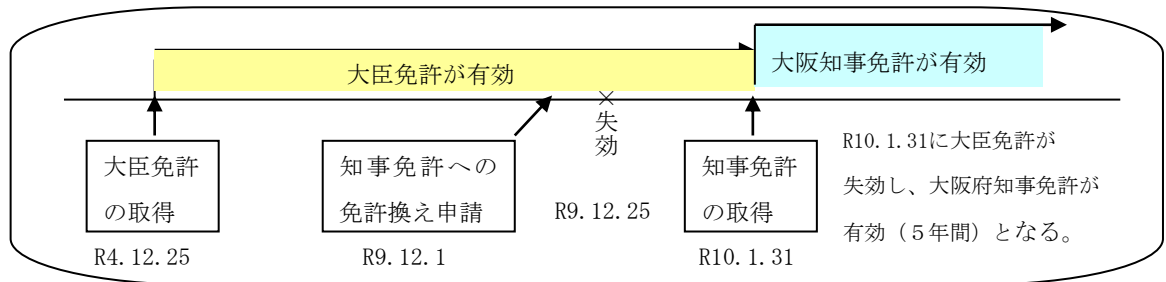 大臣免許が有効
大阪知事免許が有効
×
失効
大臣免許
の取得
R4.12.25
知事免許への
免許換え申請
R9.12.1
R9.12.25
知事免許
の取得
R10.1.31
R10.1.31に大臣免許が
失効し、大阪府知事免許が
有効（５年間）となる。